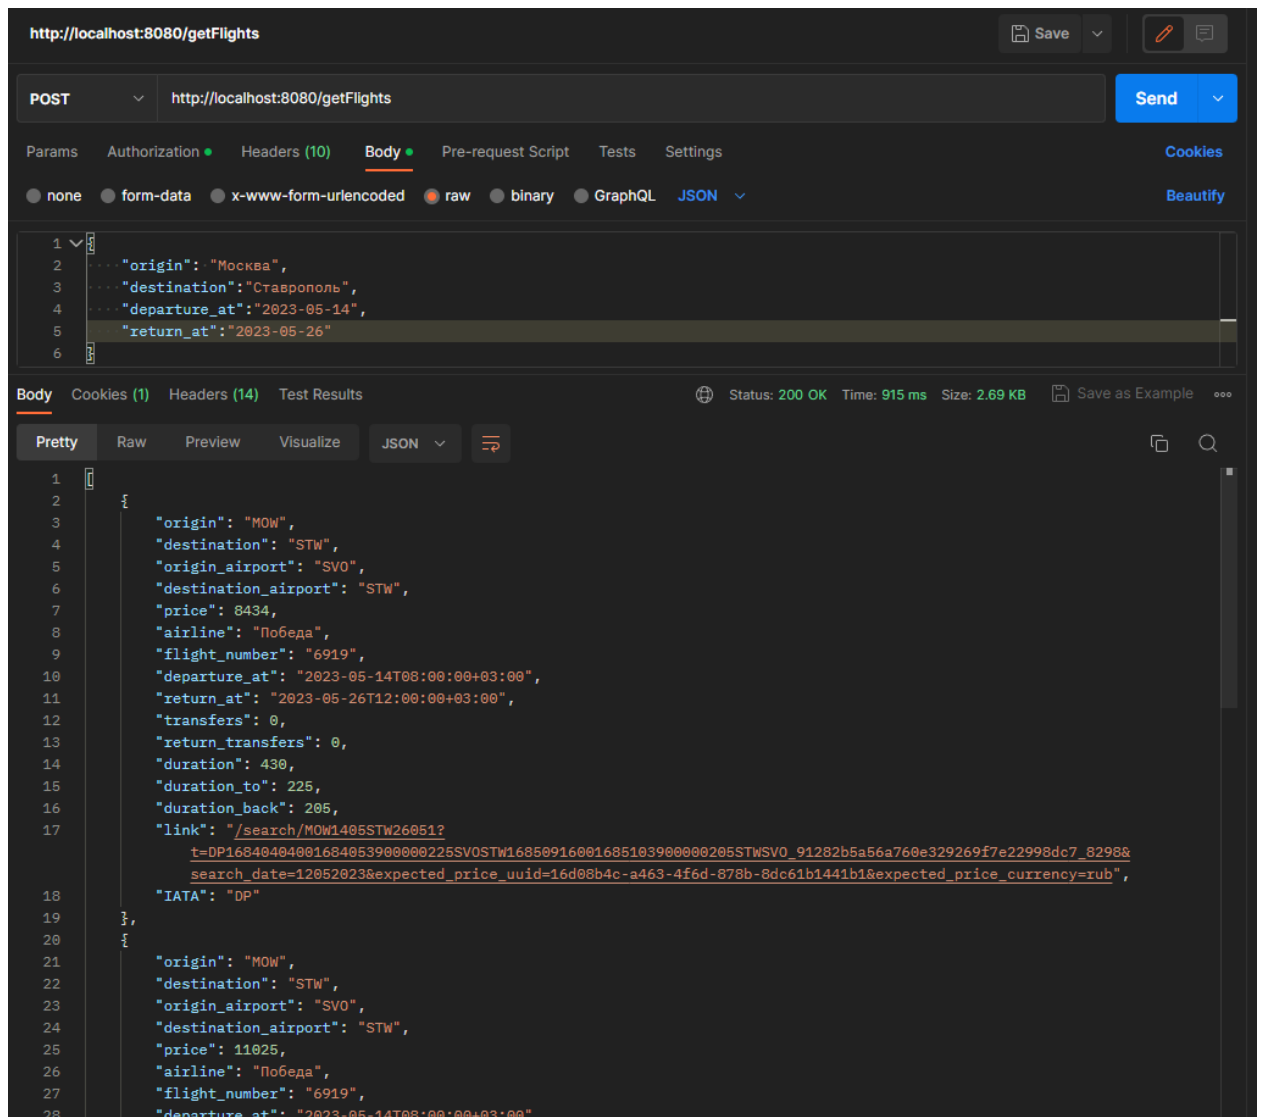 http://localhost:8080/getFlights
Save
POST http://localhost:8080/getFlights Send
Params Authorization Headers (10) Body Pre-request Script Tests Settings Cookies
none form-data x-www-form-urlencoded raw binary GraphQL JSON Beautify
1 {
2 "origin": "Москва",
3 "destination":"Ставрополь",
4 "departure_at":"2023-05-14",
5 "return_at":"2023-05-26"
6 }
Body Cookies (1) Headers (14) Test Results Status: 200 OK Time: 915 ms Size: 2.69 KB Save as Example
Pretty Raw Preview Visualize JSON
1 [
2 {
3 "origin": "MOW",
4 "destination": "STW",
5 "origin_airport": "SVO",
6 "destination_airport": "STW",
7 "price": 8434,
8 "airline": "Победа",
9 "flight_number": "6919",
10 "departure_at": "2023-05-14T08:00:00+03:00",
11 "return_at": "2023-05-26T12:00:00+03:00",
12 "transfers": 0,
13 "return_transfers": 0,
14 "duration": 430,
15 "duration_to": 225,
16 "duration_back": 205,
17 "link": "/search/MOW1405STW26051?
t=DP16840404001684053900000225SVOSTW16850916001685103900000205STWSVO_91282b5a56a760e329269f7e22998dc7_8298&
search_date=12052023&expected_price_uuid=16d08b4c-a463-4f6d-878b-8dc61b1441b1&expected_price_currency=rub",
18 "IATA": "DP"
19 },
20 {
21 "origin": "MOW",
22 "destination": "STW",
23 "origin_airport": "SVO",
24 "destination_airport": "STW",
25 "price": 11025,
26 "airline": "Победа",
27 "flight_number": "6919",
28 "departure_at": "2023-05-14T08:00:00+03:00"